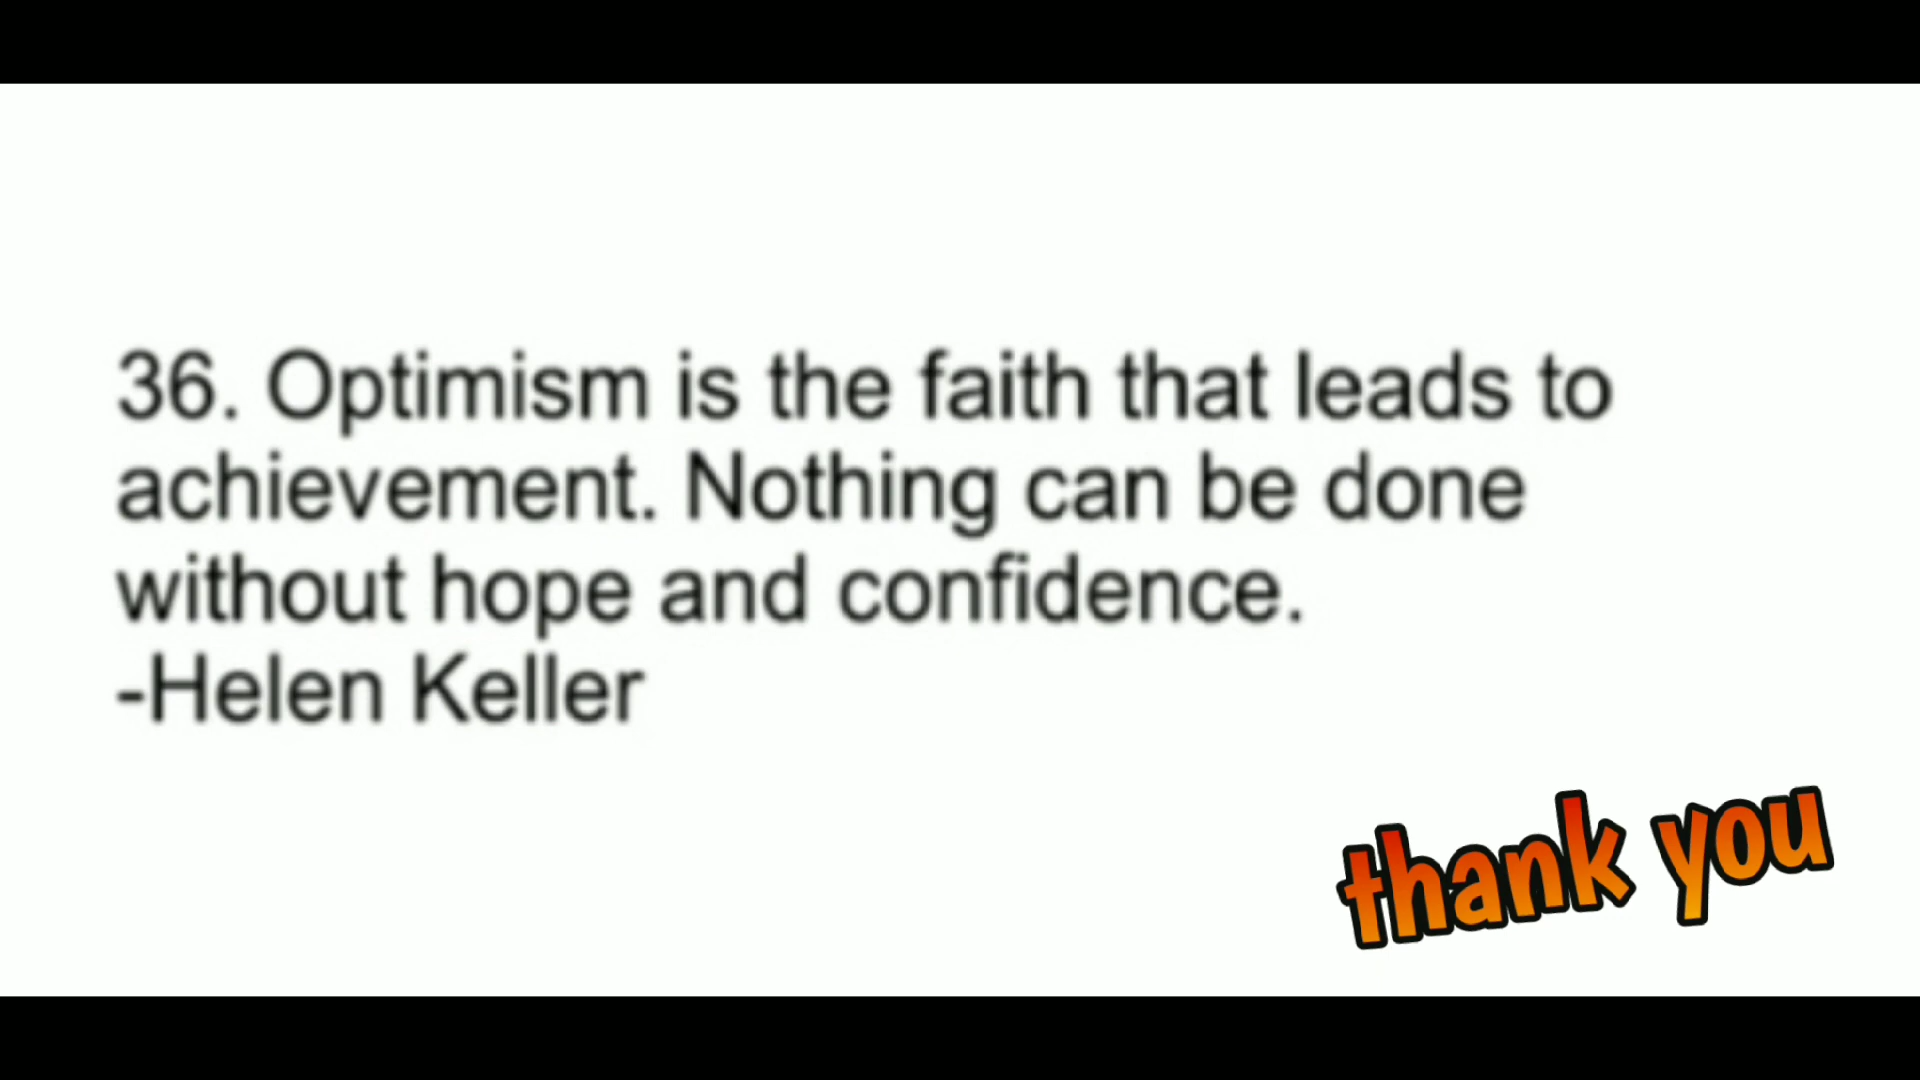 36. Optimism is the faith that leads to
achievement. Nothing can be done
without hope and confidence.
-Helen Keller
thank you